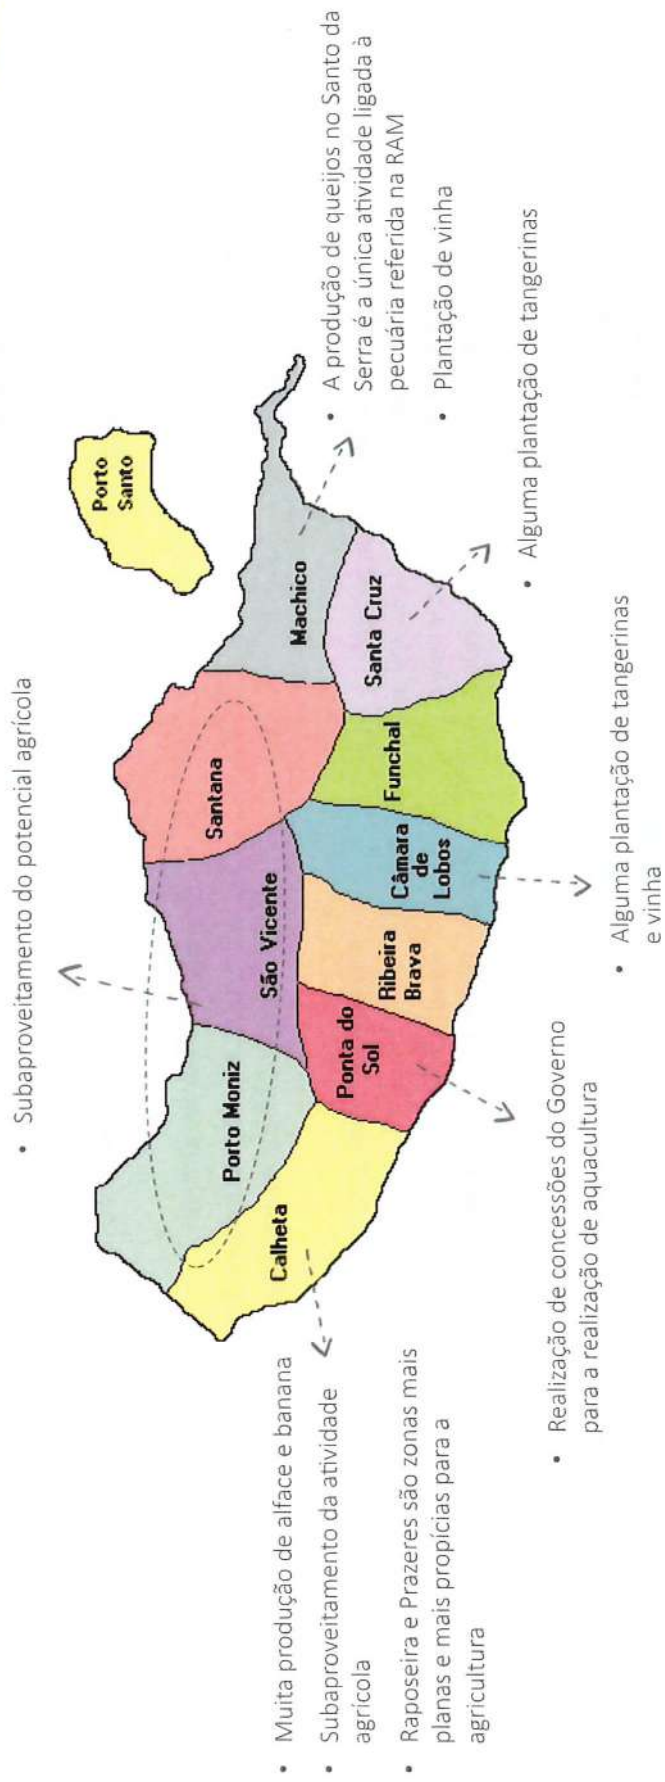 • Subaproveitamento do potencial agrícola
Porto
Santo
Porto Moniz
São Vicente
Santana
Machico
Calheta
Ponta do
Sol
Ribeira
Brava
Câmara
de
Lobos
Funchal
Santa Cruz
• Muita produção de alface e banana
• Subaproveitamento da atividade
agrícola
• Raposeira e Prazeres são zonas mais
planas e mais propícias para a
agricultura
• Realização de concessões do Governo
para a realização de aquacultura
• Alguma plantação de tangerinas
e vinha
• Alguma plantação de tangerinas
• A produção de queijos no Santo da
Serra é a única atividade ligada à
pecuária referida na RAM
• Plantação de vinha